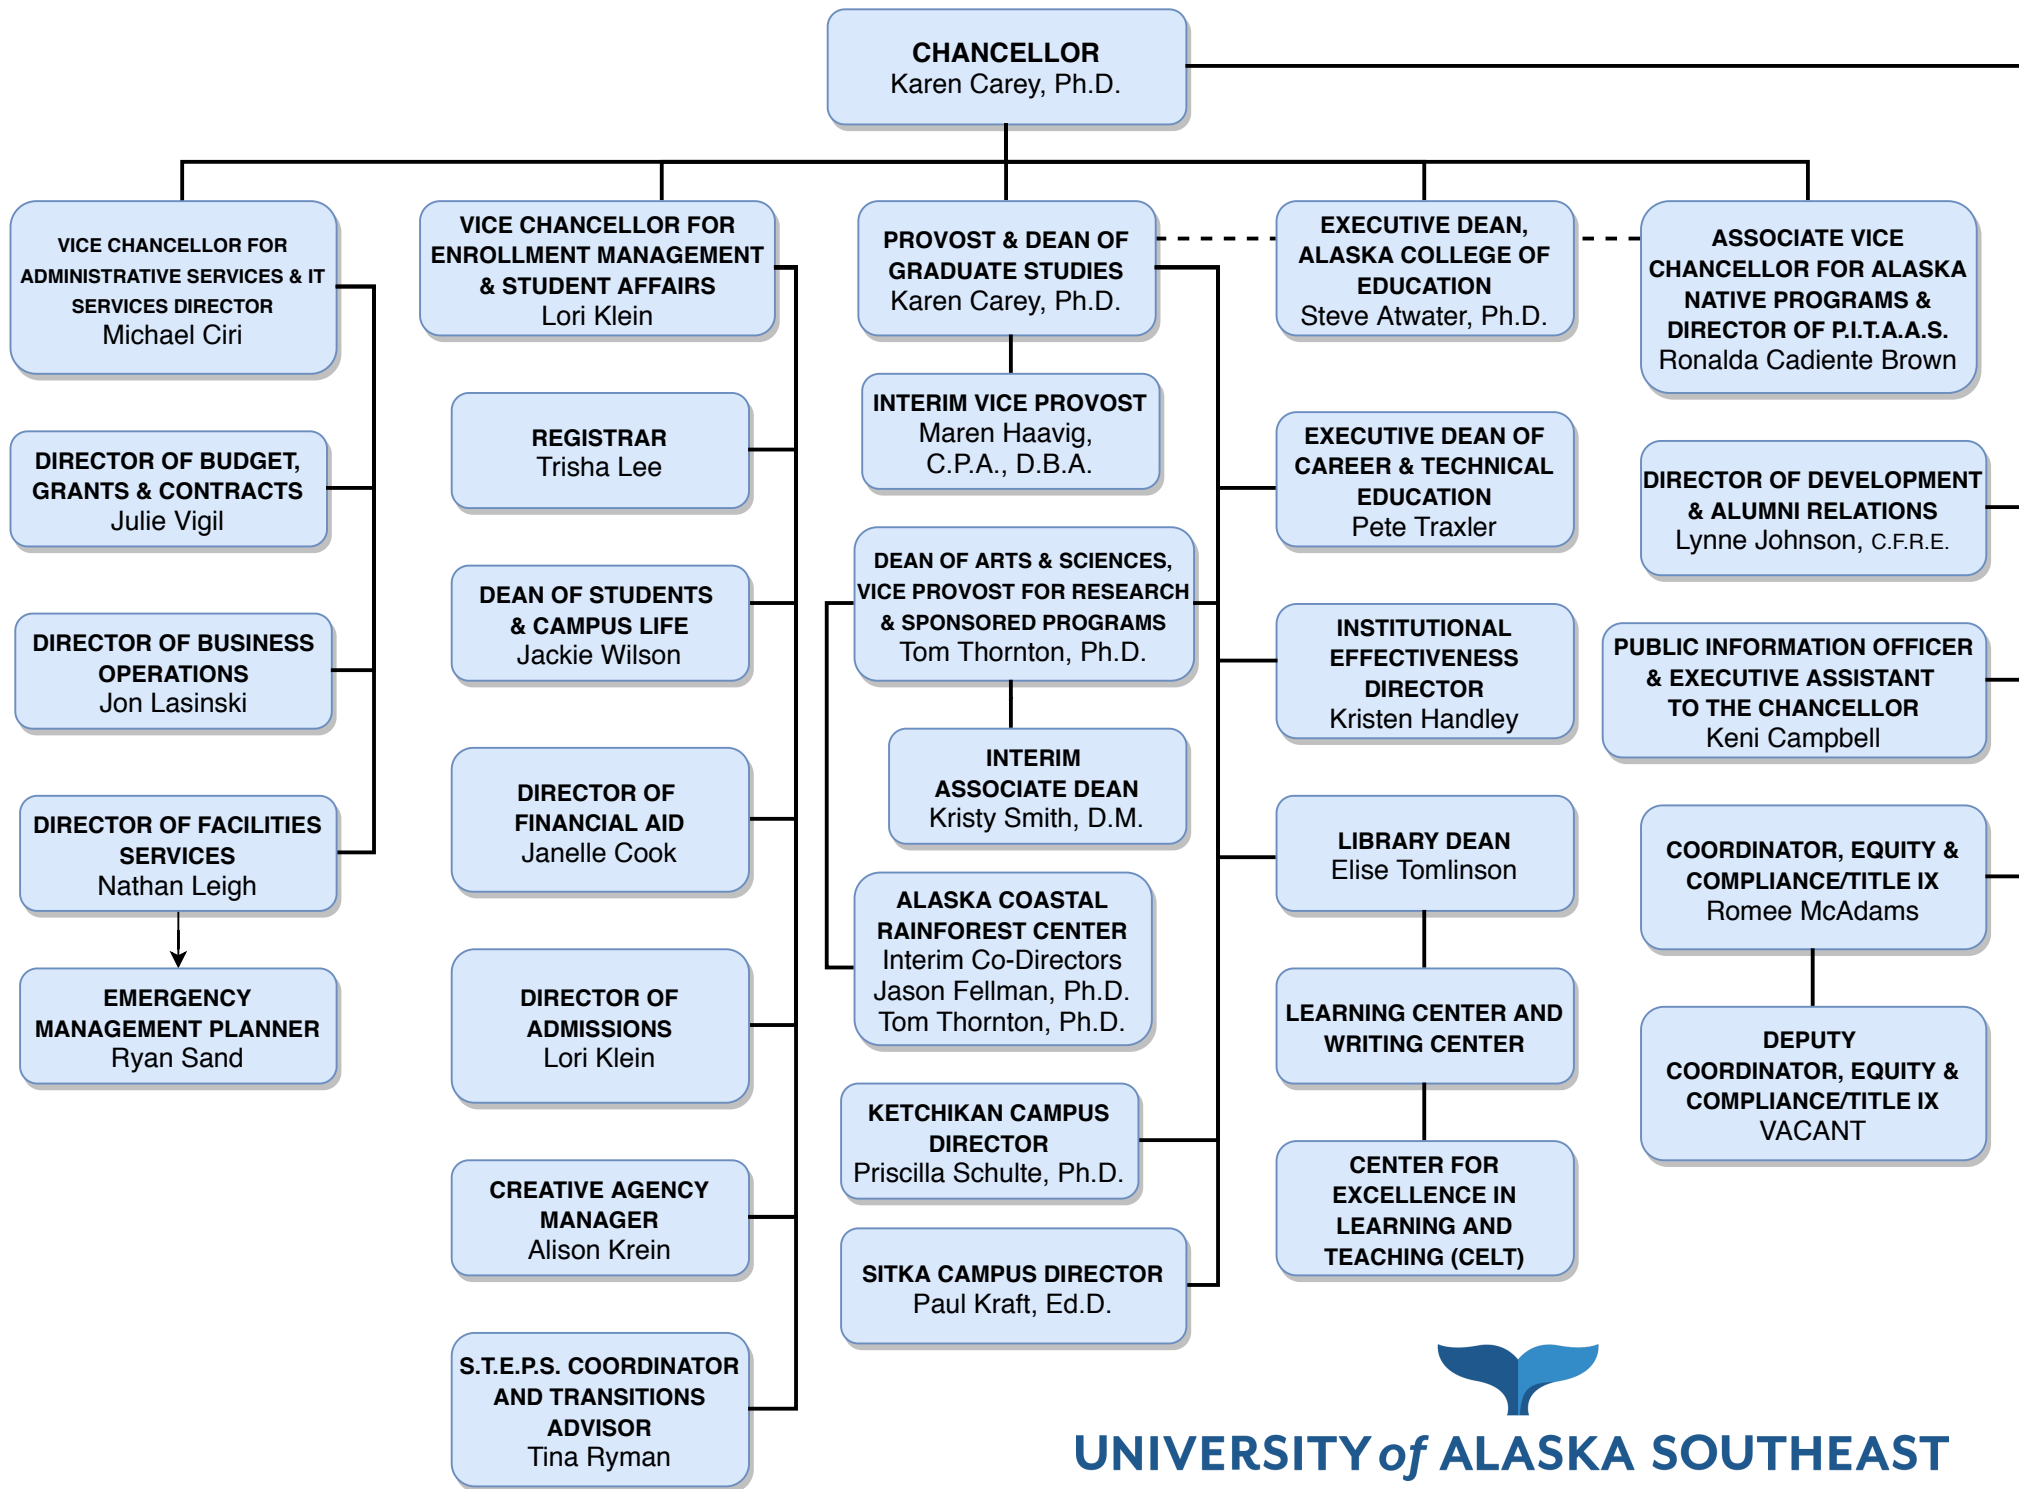 CHANCELLOR
Karen Carey, Ph.D.
VICE CHANCELLOR FOR
ADMINISTRATIVE SERVICES & IT
SERVICES DIRECTOR
Michael Ciri
DIRECTOR OF BUDGET,
GRANTS & CONTRACTS
Julie Vigil
DIRECTOR OF BUSINESS
OPERATIONS
Jon Lasinski
DIRECTOR OF FACILITIES
SERVICES
Nathan Leigh
EMERGENCY
MANAGEMENT PLANNER
Ryan Sand
VICE CHANCELLOR FOR
ENROLLMENT MANAGEMENT
& STUDENT AFFAIRS
Lori Klein
REGISTRAR
Trisha Lee
DEAN OF STUDENTS
& CAMPUS LIFE
Jackie Wilson
DIRECTOR OF
FINANCIAL AID
Janelle Cook
DIRECTOR OF
ADMISSIONS
Lori Klein
CREATIVE AGENCY
MANAGER
Alison Krein
S.T.E.P.S. COORDINATOR
AND TRANSITIONS
ADVISOR
Tina Ryman
PROVOST & DEAN OF
GRADUATE STUDIES
Karen Carey, Ph.D.
INTERIM VICE PROVOST
Maren Haavig,
C.P.A., D.B.A.
DEAN OF ARTS & SCIENCES,
VICE PROVOST FOR RESEARCH
& SPONSORED PROGRAMS
Tom Thornton, Ph.D.
INTERIM
ASSOCIATE DEAN
Kristy Smith, D.M.
ALASKA COASTAL
RAINFOREST CENTER
Interim Co-Directors
Jason Fellman, Ph.D.
Tom Thornton, Ph.D.
KETCHIKAN CAMPUS
DIRECTOR
Priscilla Schulte, Ph.D.
SITKA CAMPUS DIRECTOR
Paul Kraft, Ed.D.
EXECUTIVE DEAN,
ALASKA COLLEGE OF
EDUCATION
Steve Atwater, Ph.D.
EXECUTIVE DEAN OF
CAREER & TECHNICAL
EDUCATION
Pete Traxler
INSTITUTIONAL
EFFECTIVENESS
DIRECTOR
Kristen Handley
LIBRARY DEAN
Elise Tomlinson
LEARNING CENTER AND
WRITING CENTER
CENTER FOR
EXCELLENCE IN
LEARNING AND
TEACHING (CELT)
ASSOCIATE VICE
CHANCELLOR FOR ALASKA
NATIVE PROGRAMS &
DIRECTOR OF P.I.T.A.A.S.
Ronalda Cadiente Brown
DIRECTOR OF DEVELOPMENT
& ALUMNI RELATIONS
Lynne Johnson, C.F.R.E.
PUBLIC INFORMATION OFFICER
& EXECUTIVE ASSISTANT
TO THE CHANCELLOR
Keni Campbell
COORDINATOR, EQUITY &
COMPLIANCE/TITLE IX
Romee McAdams
DEPUTY
COORDINATOR, EQUITY &
COMPLIANCE/TITLE IX
VACANT
UNIVERSITY of ALASKA SOUTHEAST